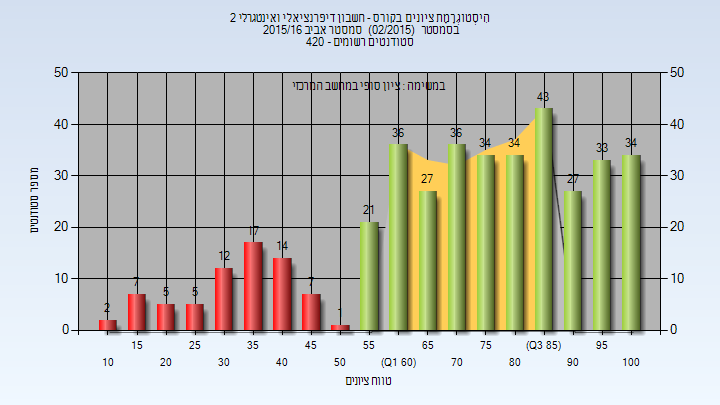 היסטוגרמת ציונים בקורס - חשבון דיפרנציאלי ואינטגרלי 2
בסמסטר (02/2015) סמסטר אביב 2015/16
סטודנטים רשומים - 420
במשימה : ציון סופי במחשב המרכזי
50 50
40 40
30 30
20 20
10 10
0 0
2 7 5 5 12 17 14 7 1 21 36 27 36 34 34 43 27 33 34
15 25 35 45 55 65 75 (Q3 85) 95
10 20 30 40 50 (Q1 60) 70 80 90 100
מספר סטודנטים
טווח ציונים